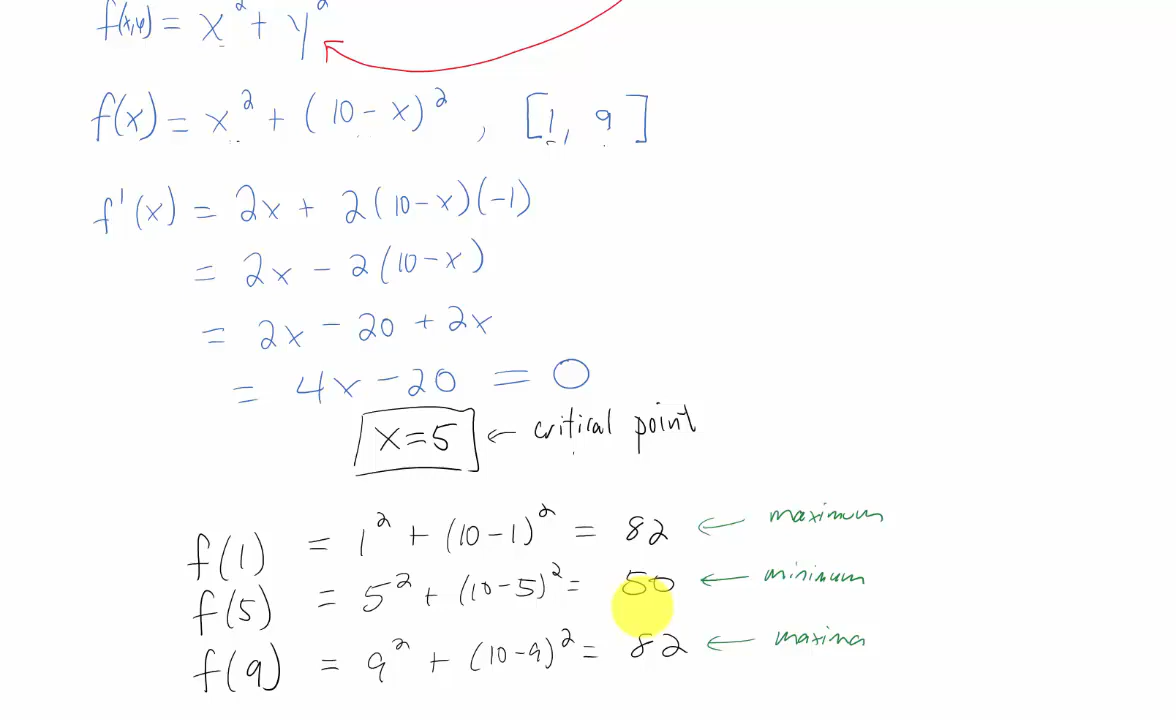 f(x,y) = x² + y²
f(x) = x² + (10 - x)² , [1, 9]
f'(x) = 2x + 2(10-x)(-1)
= 2x - 2(10-x)
= 2x - 20 + 2x
= 4x - 20 = 0
x=5 ← critical point
f(1) = 1² + (10-1)² = 82 ← maximum
f(5) = 5² + (10-5)² = 50 ← minimum
f(9) = 9² + (10-9)² = 82 ← maxima